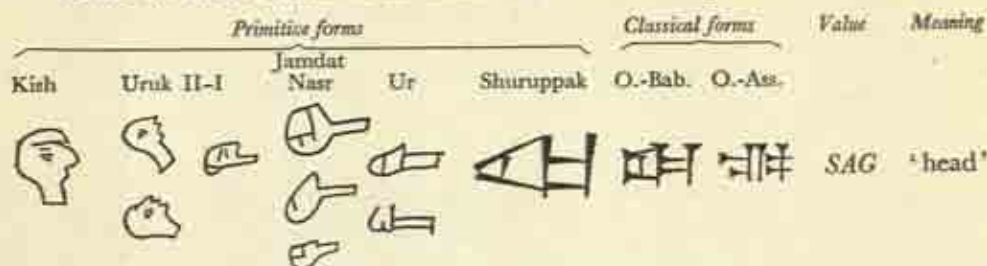 Primitive forms Classical forms Value Meaning
Jamdat
Kish Uruk II–I Nasr Ur Shuruppak O.-Bab. O.-Ass.
SAG "head"